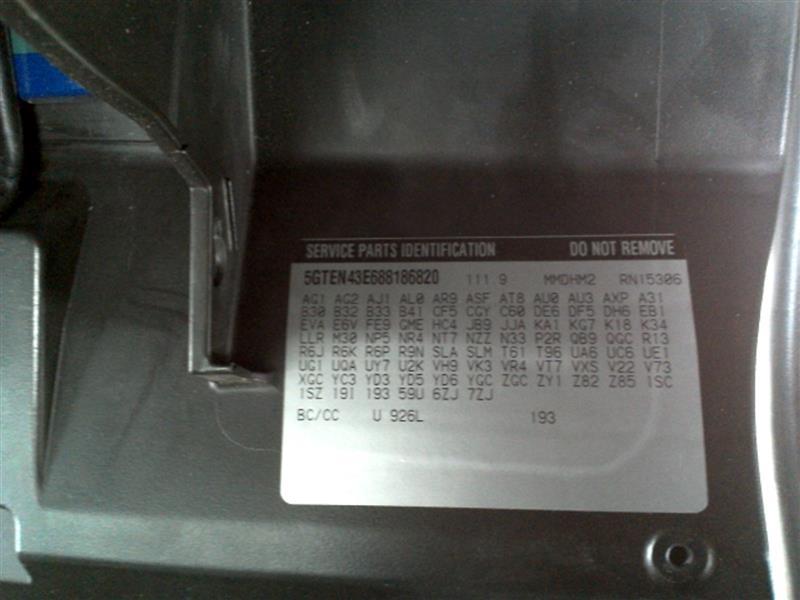 SERVICE PARTS IDENTIFICATION DO NOT REMOVE
5GTEN43E688186820 111.9 MMDHM2 RN15306
AG1 AG2 AJ1 AL0 AR9 ASF AT8 AU0 AU3 AXP A31
B30 B32 B33 B41 CF5 CGY C60 DE6 DF5 DH6 EB1
EVA E6V FE9 GME HC4 JB9 JJA KA1 KG7 K18 K34
LLR M30 NP5 NR4 NT7 NZZ N33 P2R QB9 QGC R13
R6J R6K R6P R9N SLA SLM T61 T96 UA6 UC6 UE1
UG1 UQA UY7 U2K VH9 VK3 VR4 VT7 VXS V22 V73
XGC YC3 YD3 YD5 YD6 YGC ZGC ZY1 Z82 Z85 1SC
1SZ 19I 193 59U 6ZJ 7ZJ
BC/CC U 926L 193